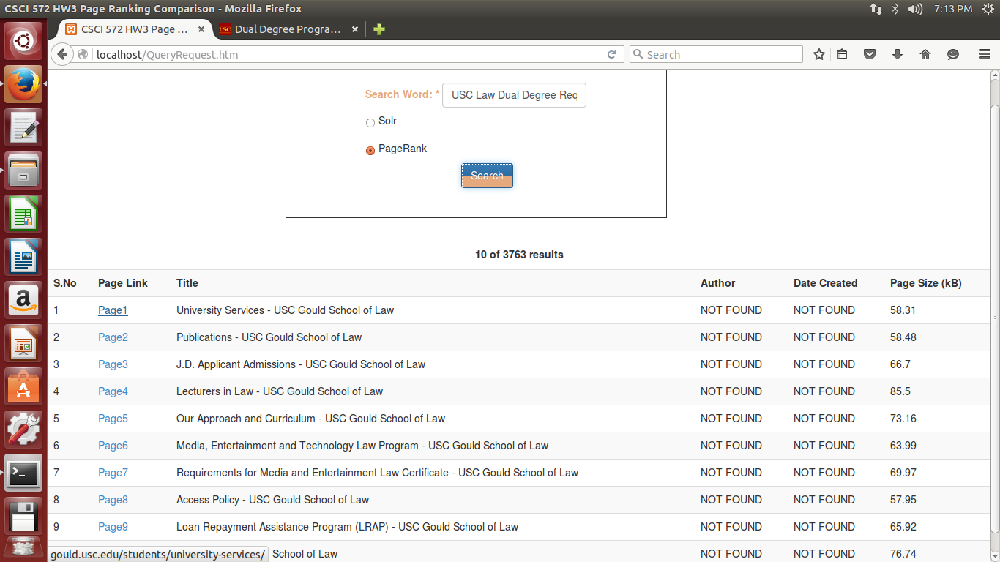 CSCI 572 HW3 Page Ranking Comparison - Mozilla Firefox 7:13 PM
CSCI 572 HW3 Page ... × USC Dual Degree Progra... ×
localhost/QueryRequest.htm Search
Search Word: * USC Law Dual Degree Req
Solr
PageRank
Search
10 of 3763 results
S.No Page Link Title Author Date Created Page Size (kB)
1 Page1 University Services - USC Gould School of Law NOT FOUND NOT FOUND 58.31
2 Page2 Publications - USC Gould School of Law NOT FOUND NOT FOUND 58.48
3 Page3 J.D. Applicant Admissions - USC Gould School of Law NOT FOUND NOT FOUND 66.7
4 Page4 Lecturers in Law - USC Gould School of Law NOT FOUND NOT FOUND 85.5
5 Page5 Our Approach and Curriculum - USC Gould School of Law NOT FOUND NOT FOUND 73.16
6 Page6 Media, Entertainment and Technology Law Program - USC Gould School of Law NOT FOUND NOT FOUND 63.99
7 Page7 Requirements for Media and Entertainment Law Certificate - USC Gould School of Law NOT FOUND NOT FOUND 69.97
8 Page8 Access Policy - USC Gould School of Law NOT FOUND NOT FOUND 57.95
9 Page9 Loan Repayment Assistance Program (LRAP) - USC Gould School of Law NOT FOUND NOT FOUND 65.92
gould.usc.edu/students/university-services/ School of Law NOT FOUND NOT FOUND 76.74